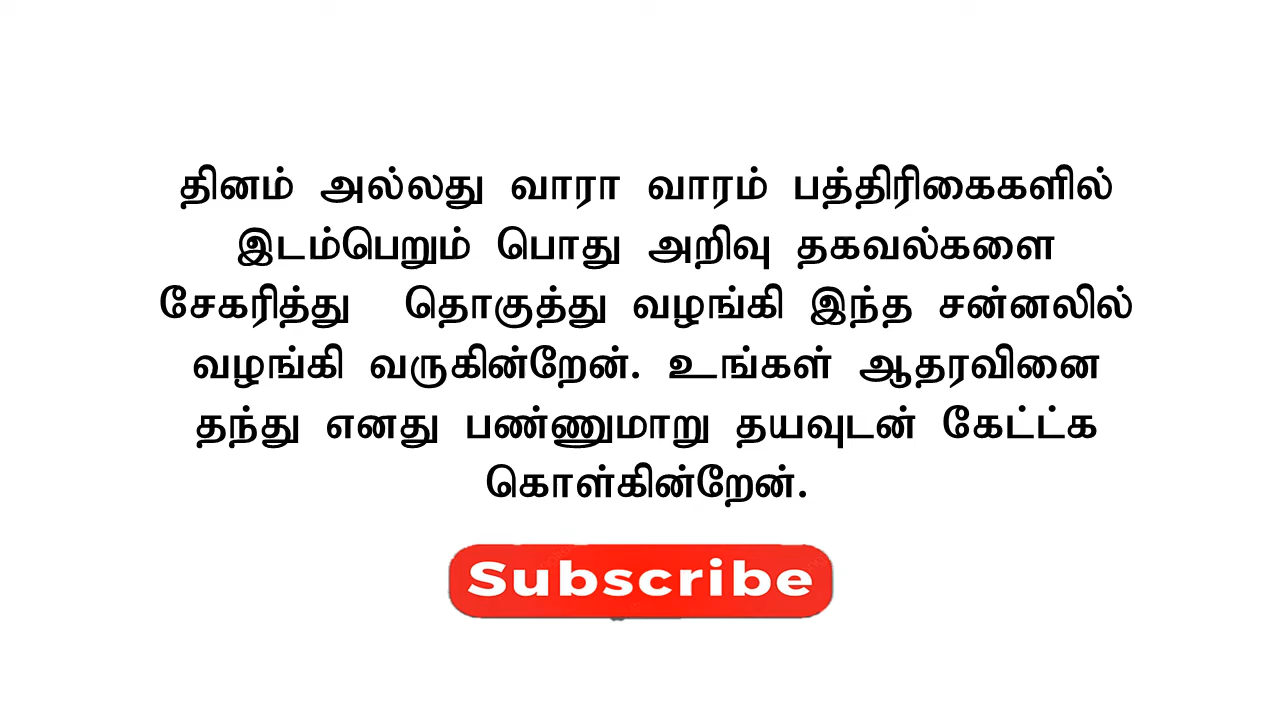 தினம் அல்லது வாரா வாரம் பத்திரிகைகளில்
இடம்பெறும் பொது அறிவு தகவல்களை
சேகரித்து தொகுத்து வழங்கி இந்த சன்னலில்
வழங்கி வருகின்றேன். உங்கள் ஆதரவினை
தந்து எனது பண்ணுமாறு தயவுடன் கேட்ட்க
கொள்கின்றேன்.
Subscribe